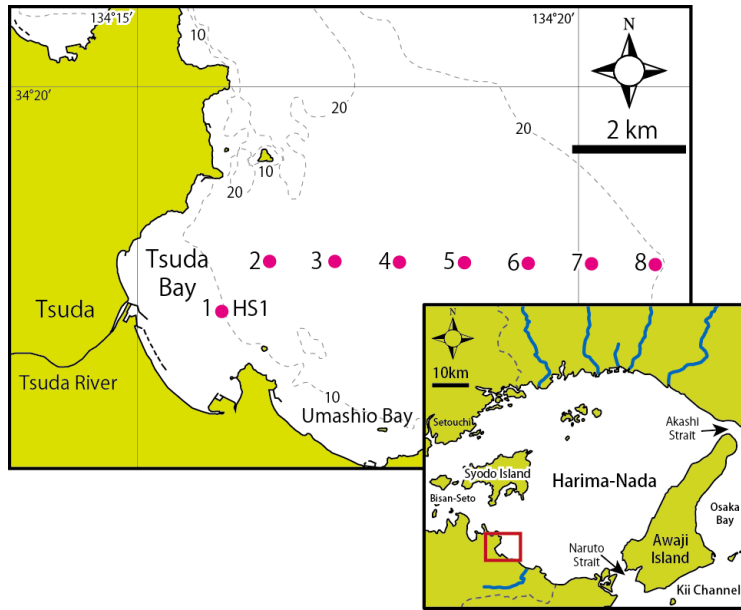 134°15′
134°20′
34°20′
10
20
20
2 km
10
20
Tsuda
Bay
2
3
4
5
6
7
8
1
HS1
Tsuda
Tsuda River
10
Umashio Bay
10km
Setouchi
Akashi
Strait
Syodo Island
Harima-Nada
Bisan-Seto
Osaka
Bay
Awaji
Island
Naruto
Strait
Kii Channel